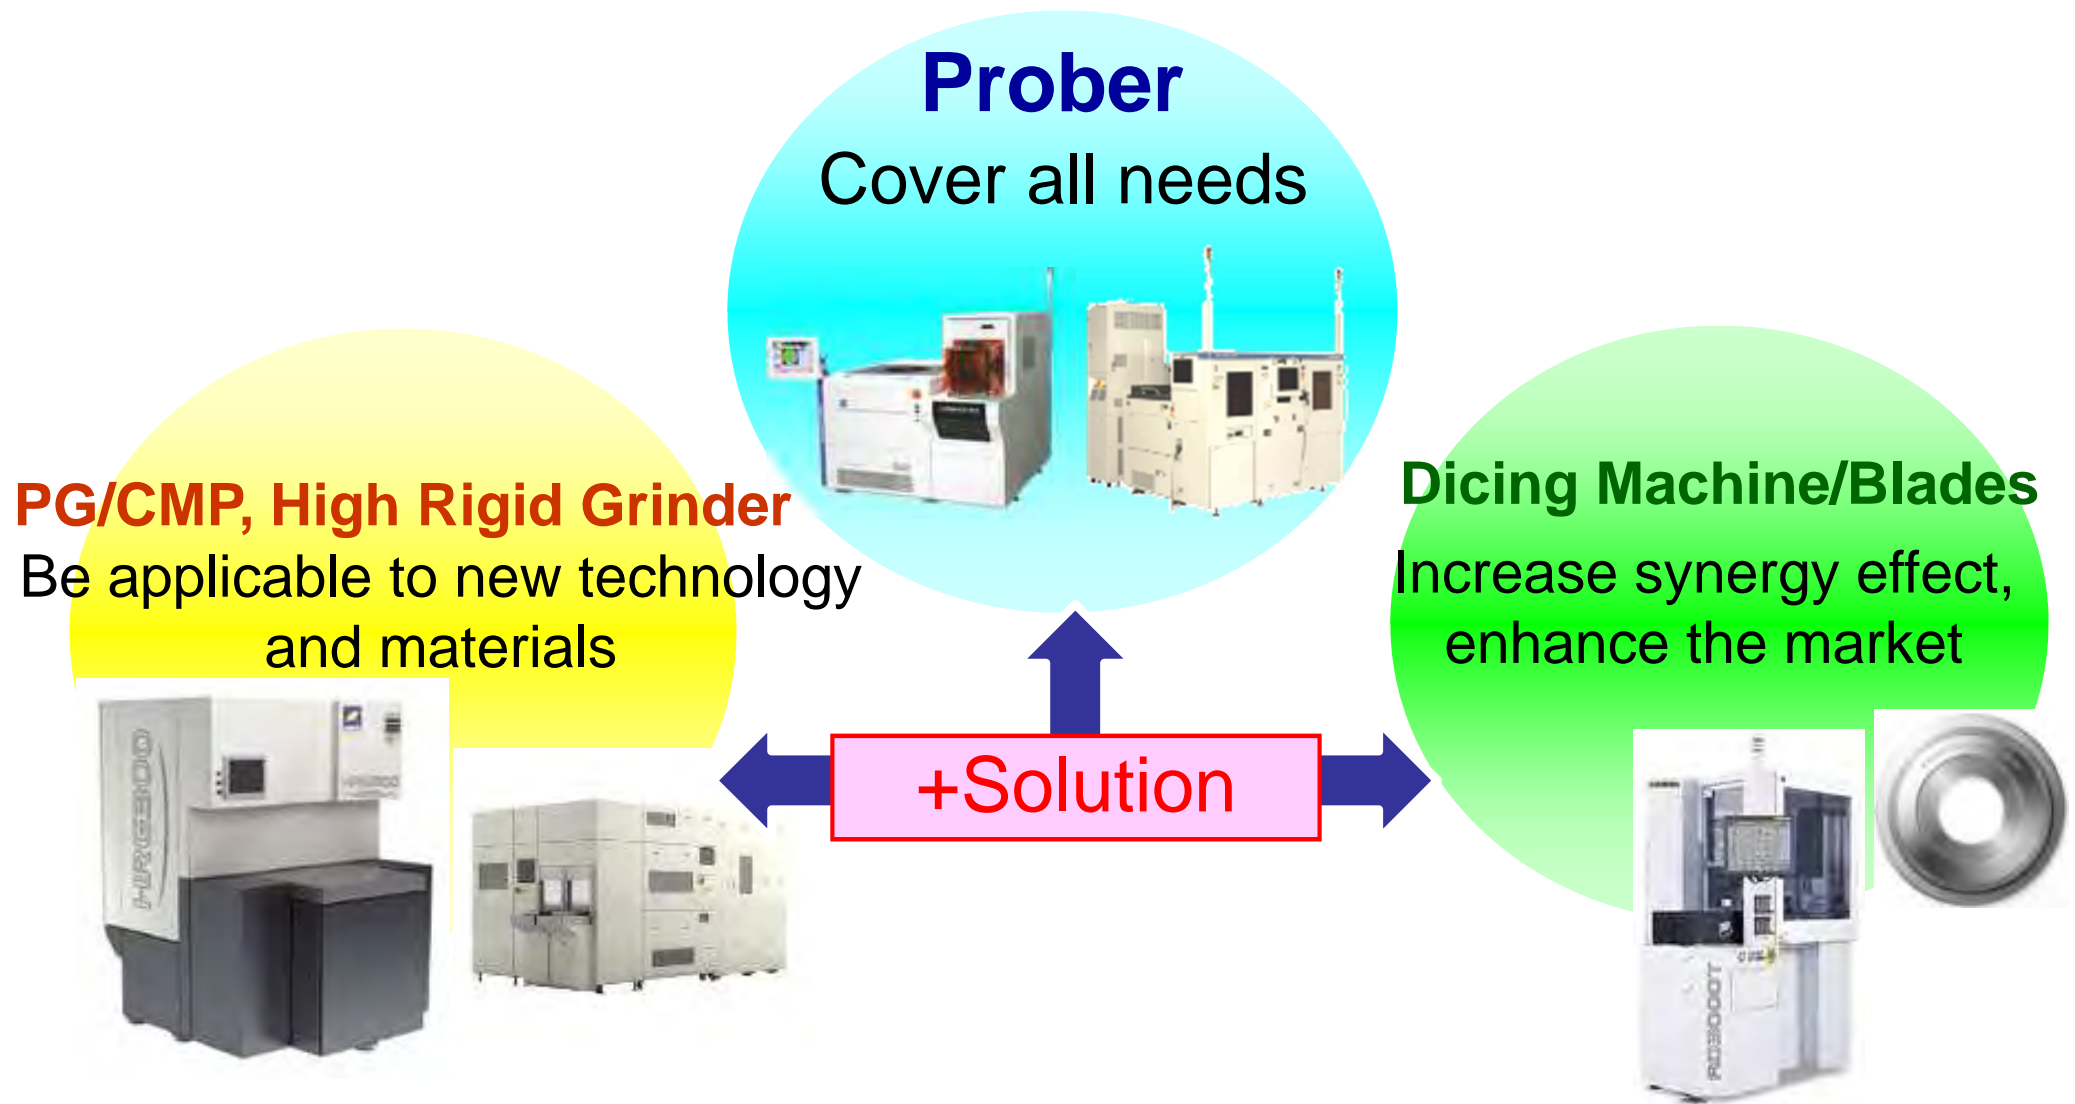 Prober
Cover all needs
PG/CMP, High Rigid Grinder
Be applicable to new technology
and materials
Dicing Machine/Blades
Increase synergy effect,
enhance the market
+Solution
HRG300